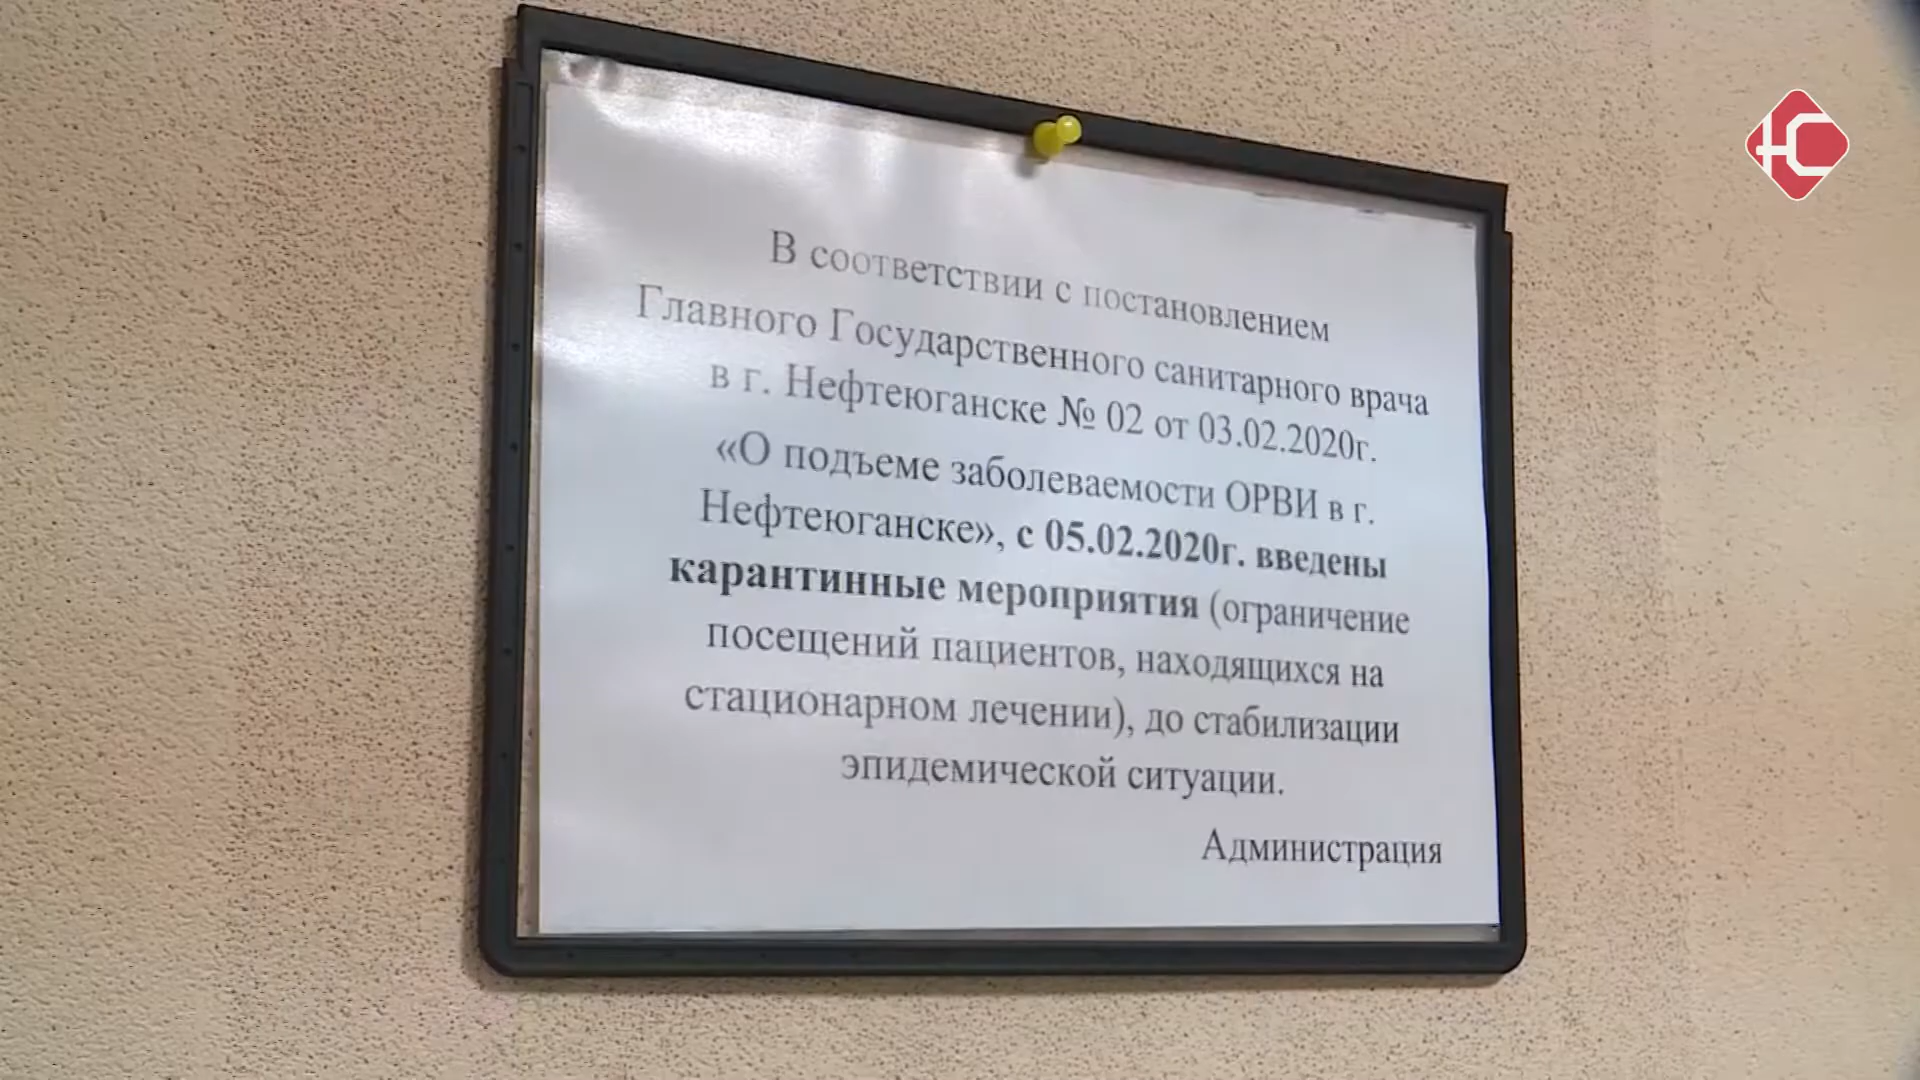 В соответствии с постановлением
Главного Государственного санитарного врача
в г. Нефтеюганске № 02 от 03.02.2020г.
«О подъеме заболеваемости ОРВИ в г.
Нефтеюганске», с 05.02.2020г. введены
карантинные мероприятия (ограничение
посещений пациентов, находящихся на
стационарном лечении), до стабилизации
эпидемической ситуации.
Администрация